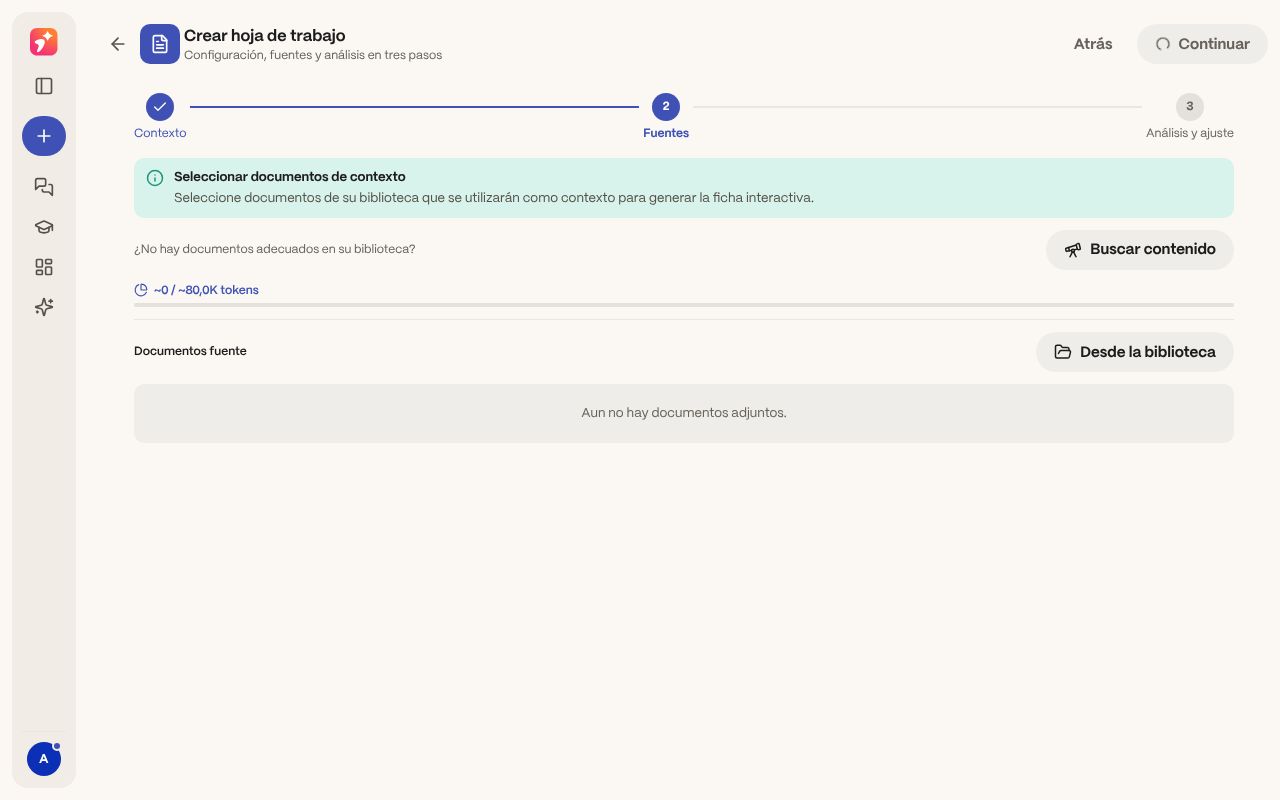 Crear hoja de trabajo
Configuración, fuentes y análisis en tres pasos
Atrás
Continuar
2
3
Contexto
Fuentes
Análisis y ajuste
Seleccionar documentos de contexto
Seleccione documentos de su biblioteca que se utilizarán como contexto para generar la ficha interactiva.
¿No hay documentos adecuados en su biblioteca?
Buscar contenido
~0 / ~80,0K tokens
Documentos fuente
Desde la biblioteca
Aun no hay documentos adjuntos.
A